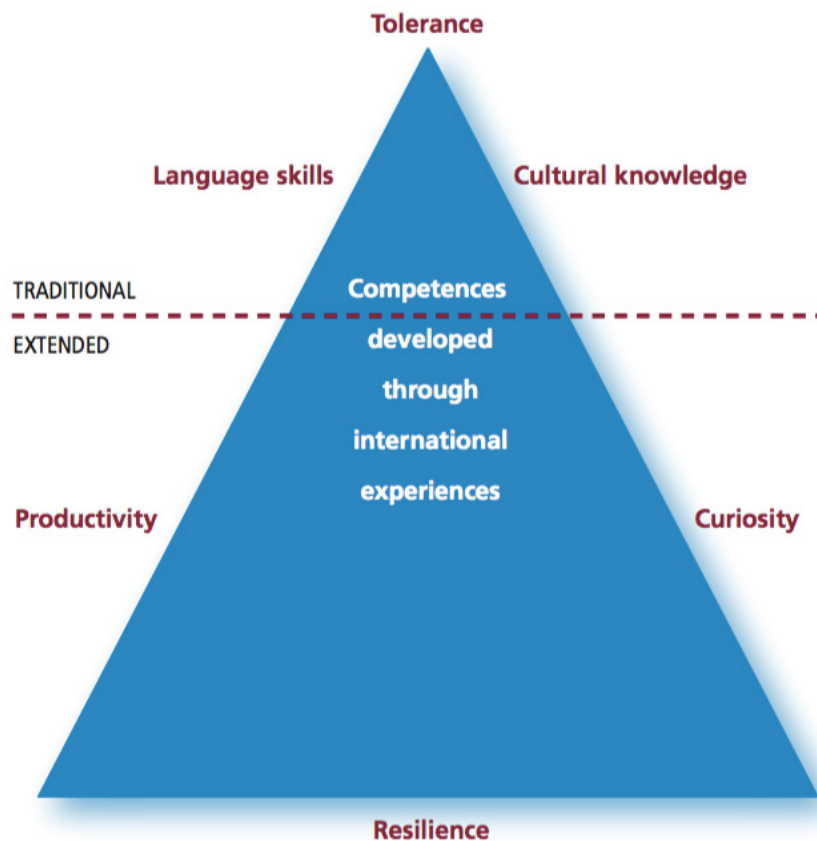 Tolerance
Language skills
Cultural knowledge
TRADITIONAL
Competences
EXTENDED
developed
through
international
experiences
Productivity
Curiosity
Resilience